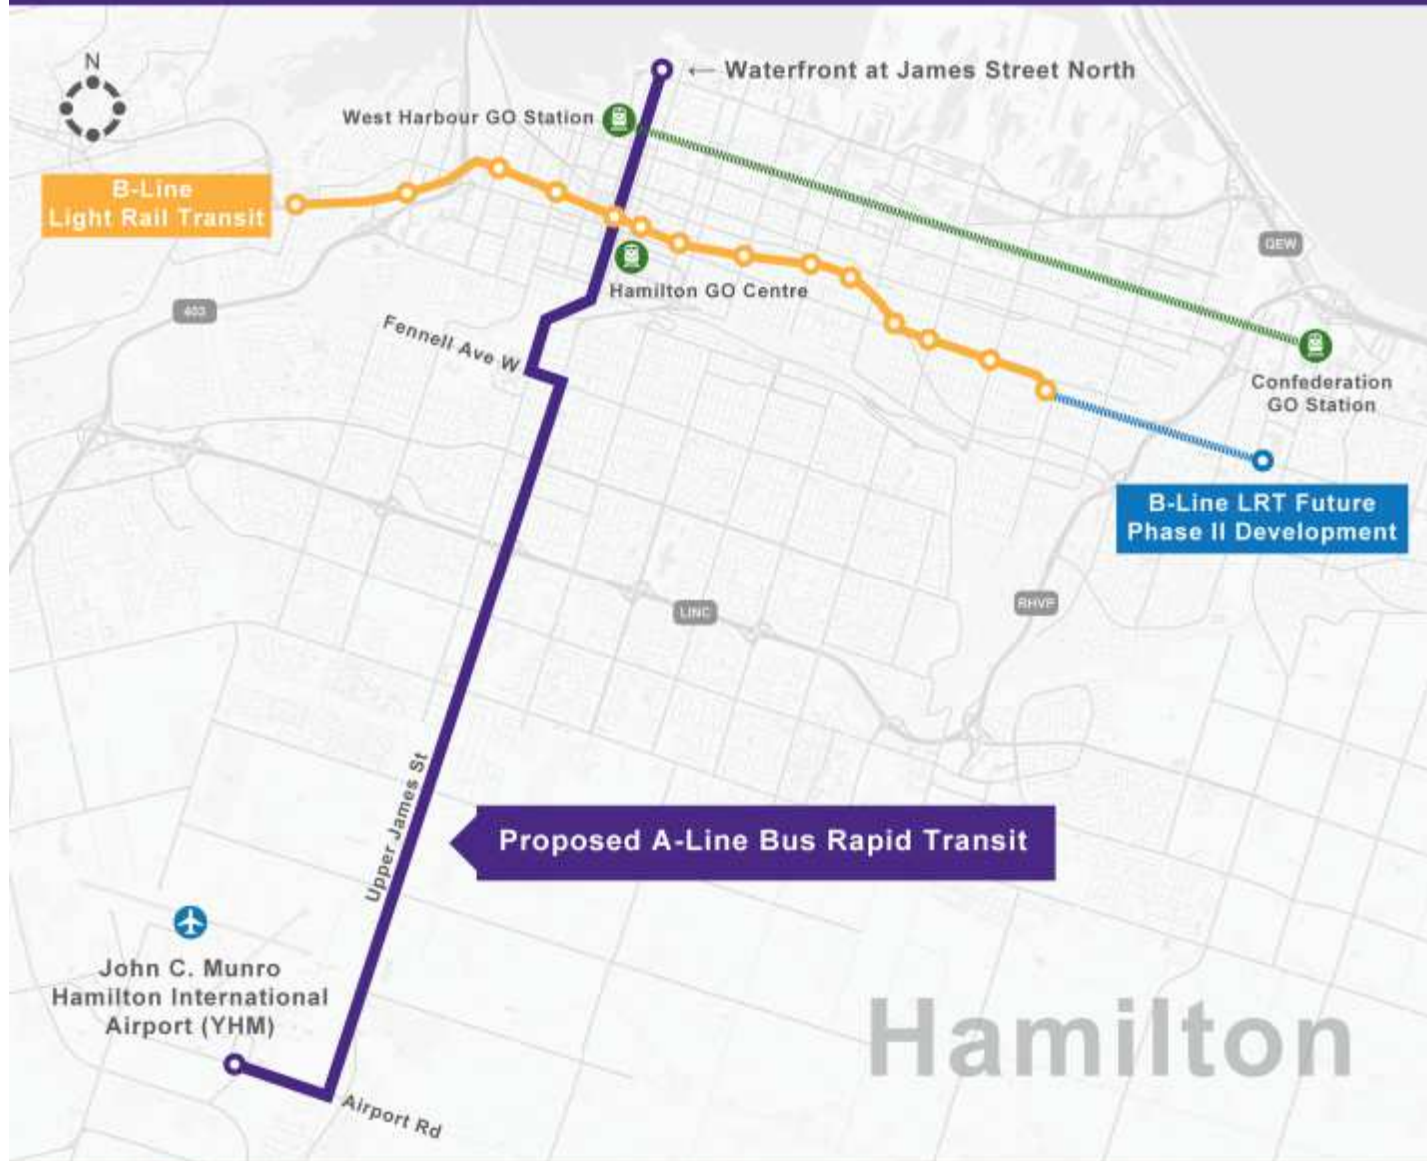 N
← Waterfront at James Street North
West Harbour GO Station
B-Line
Light Rail Transit
QEW
Hamilton GO Centre
403
Fennell Ave W
Confederation
GO Station
B-Line LRT Future
Phase II Development
LINC
RHVP
Upper James St
Proposed A-Line Bus Rapid Transit
John C. Munro
Hamilton International
Airport (YHM)
Hamilton
Airport Rd